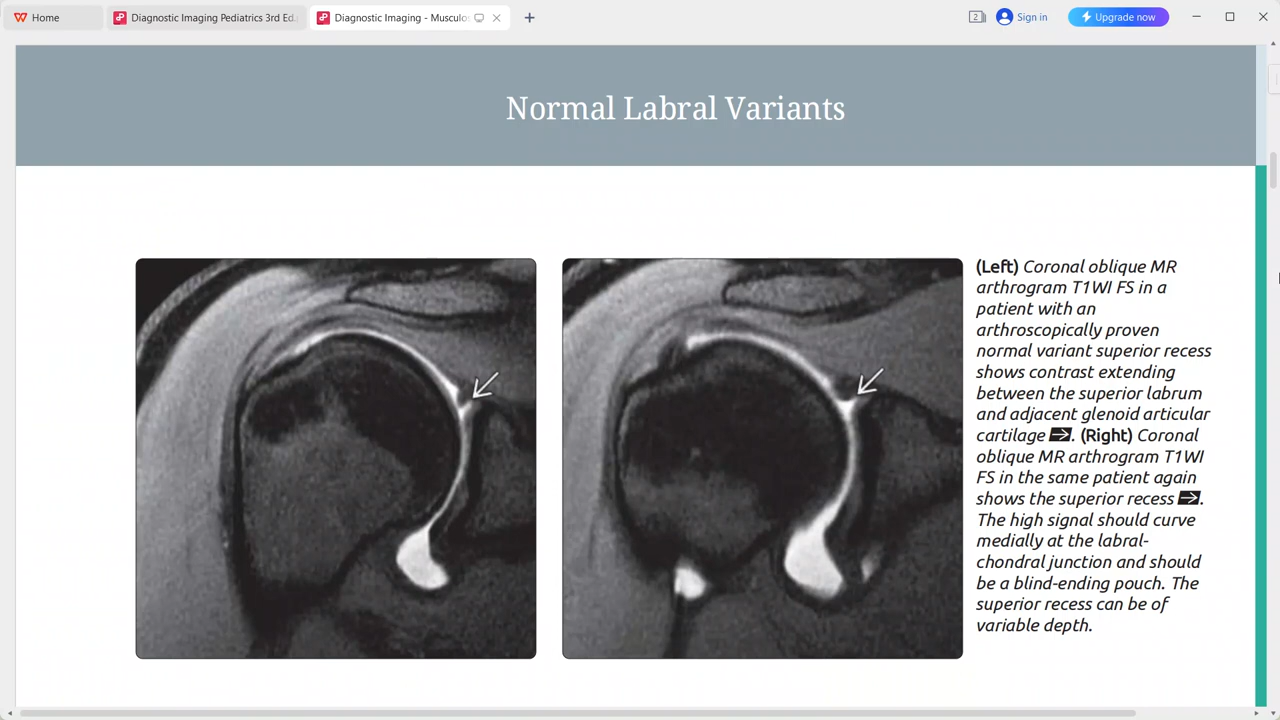 Home
Diagnostic Imaging Pediatrics 3rd Ed.
Diagnostic Imaging - Musculo
2
Sign in
Upgrade now
Normal Labral Variants
(Left) Coronal oblique MR
arthrogram T1WI FS in a
patient with an
arthroscopically proven
normal variant superior recess
shows contrast extending
between the superior labrum
and adjacent glenoid articular
cartilage ➡. (Right) Coronal
oblique MR arthrogram T1WI
FS in the same patient again
shows the superior recess ➡.
The high signal should curve
medially at the labral-
chondral junction and should
be a blind-ending pouch. The
superior recess can be of
variable depth.